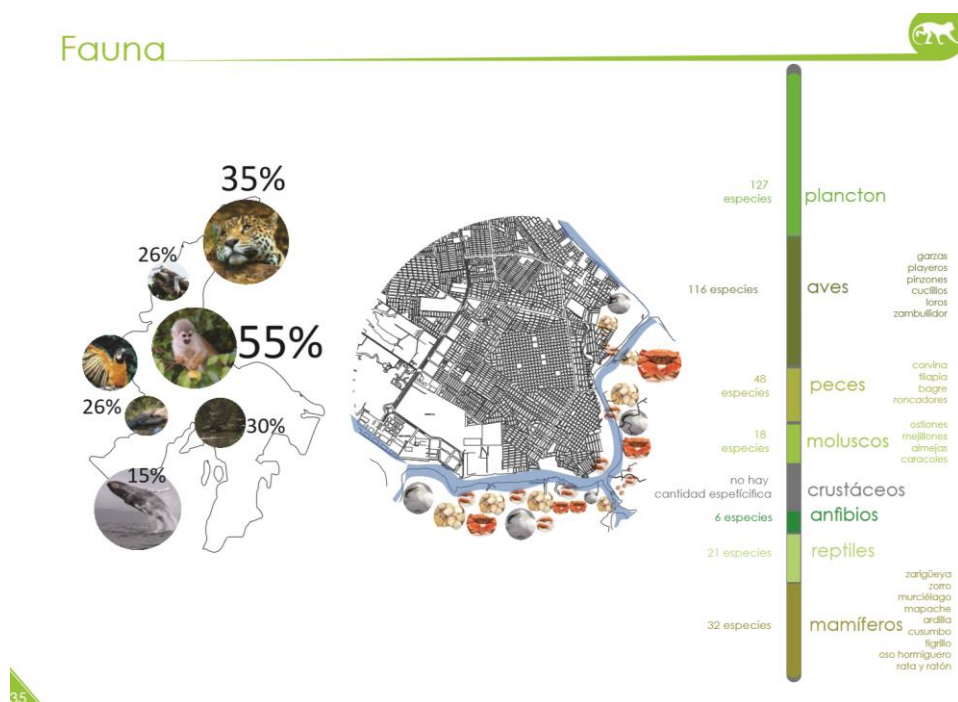 Fauna
35%
26%
55%
26%
30%
15%
127
especies
plancton
116 especies
aves
garzas
playeros
pinzones
cuclillos
loros
zambullidor
48
especies
peces
corvina
tilapia
bagre
roncadores
18
especies
moluscos
ostiones
mejillones
almejas
caracoles
no hay
cantidad espefícifica
crustáceos
6 especies
anfibios
21 especies
reptiles
32 especies
mamíferos
zarigüeya
zorro
murciélago
mapache
ardilla
cusumbo
tigrillo
oso hormiguero
rata y ratón
35